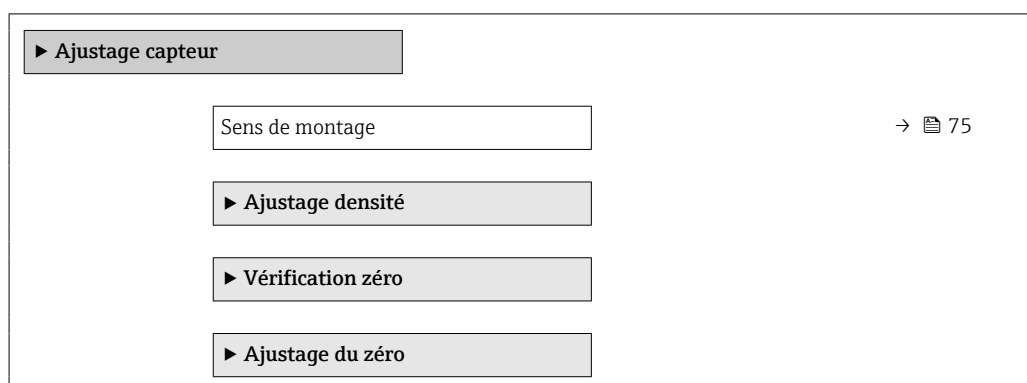 ▶ Ajustage capteur
Sens de montage → 75
▶ Ajustage densité
▶ Vérification zéro
▶ Ajustage du zéro